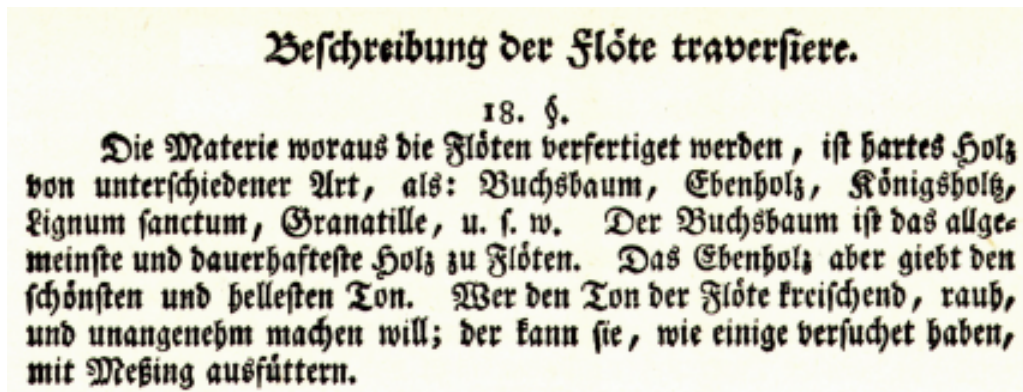 Beſchreibung der Flöte traverſiere.
18. §.
Die Materie woraus die Flöten verfertiget werden, iſt hartes Holz
von unterſchiedener Art, als: Buchsbaum, Ebenholz, Königsholtz,
Lignum ſanctum, Granatille, u. ſ. w. Der Buchsbaum iſt das allge-
meinſte und dauerhafteſte Holz zu Flöten. Das Ebenholz aber giebt den
ſchönſten und helleſten Ton. Wer den Ton der Flöte kreiſchend, rauh,
und unangenehm machen will; der kann ſie, wie einige verſuchet haben,
mit Meßing ausfüttern.